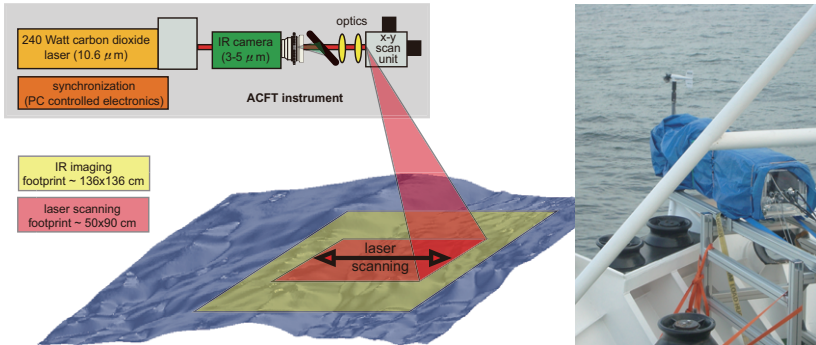 240 Watt carbon dioxide
laser (10.6 μm)
IR camera
(3-5 μm)
optics
x-y
scan
unit
synchronization
(PC controlled electronics)
ACFT instrument
IR imaging
footprint ~ 136x136 cm
laser scanning
footprint ~ 50x90 cm
laser
scanning